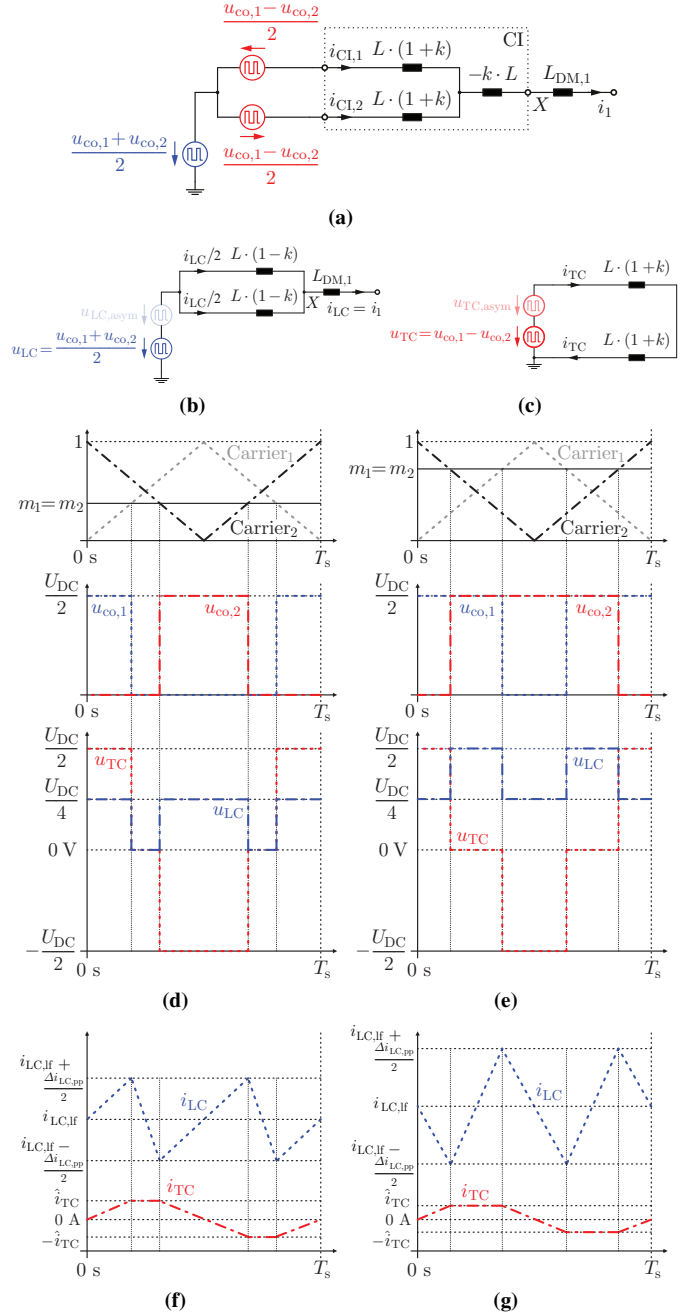 u_co,1 − u_co,2 / 2
CI
i_CI,1 L·(1+k)
−k·L L_DM,1
i_CI,2 L·(1+k)
X i_1
u_co,1 + u_co,2 / 2
u_co,1 − u_co,2 / 2
(a)
i_LC/2 L·(1−k)
L_DM,1
i_LC/2 L·(1−k)
X i_LC = i_1
u_LC,asym
u_LC = u_co,1 + u_co,2 / 2
(b)
i_TC L·(1+k)
u_TC,asym
u_TC = u_co,1 − u_co,2
i_TC L·(1+k)
(c)
1
Carrier_1
m_1 = m_2
Carrier_2
0 s T_s
U_DC/2
u_co,1 u_co,2
0 s T_s
U_DC/2
u_TC
U_DC/4
u_LC
0 V
−U_DC/2
0 s T_s
(d)
1
Carrier_1
m_1 = m_2
Carrier_2
0 s T_s
U_DC/2
u_co,1 u_co,2
0 s T_s
U_DC/2
u_LC
U_DC/4
u_TC
0 V
−U_DC/2
0 s T_s
(e)
i_LC,lf + Δi_LC,pp/2
i_LC
i_LC,lf
i_LC,lf − Δi_LC,pp/2
i_TC
î_TC
0 A
−î_TC
0 s T_s
(f)
i_LC,lf + Δi_LC,pp/2
i_LC
i_LC,lf
i_LC,lf − Δi_LC,pp/2
i_TC
î_TC
0 A
−î_TC
0 s T_s
(g)